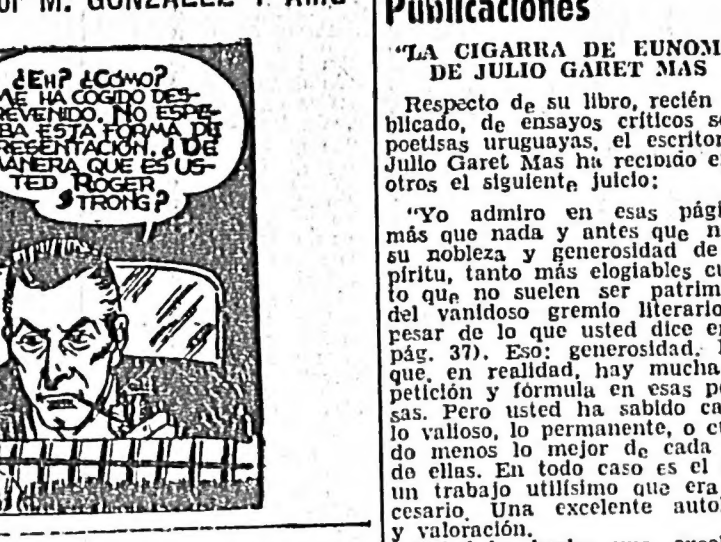 M. GONZALEZ Y
¿EH? ¿CÓMO?
ME HA COGIDO DES-
PREVENIDO. NO ESPE-
BA ESTA FORMA DE
PRESENTACIÓN. ¿DE
MANERA QUE ES US-
TED ROGER
STRONG?
Publicaciones
"LA CIGARRA DE EUNOM
DE JULIO GARET MAS
Respecto de su libro, recién
blicado, de ensayos críticos s
poetisas uruguayas, el escritor
Julio Garet Mas ha recibido e
otros el siguiente juicio:
"Yo admiro en esas pági
más que nada y antes que n
su nobleza y generosidad de
píritu, tanto más elogiables cu
to que no suelen ser patrim
del vanidoso gremio literario
pesar de lo que usted dice en
pág. 37). Eso: generosidad.
que, en realidad, hay mucha
petición y fórmula en esas po
sas. Pero usted ha sabido ca
lo valioso, lo permanente, o cu
do menos lo mejor de cada
de ellas. En todo caso es el
un trabajo utilísimo que era
cesario. Una excelente auto
y valoración.